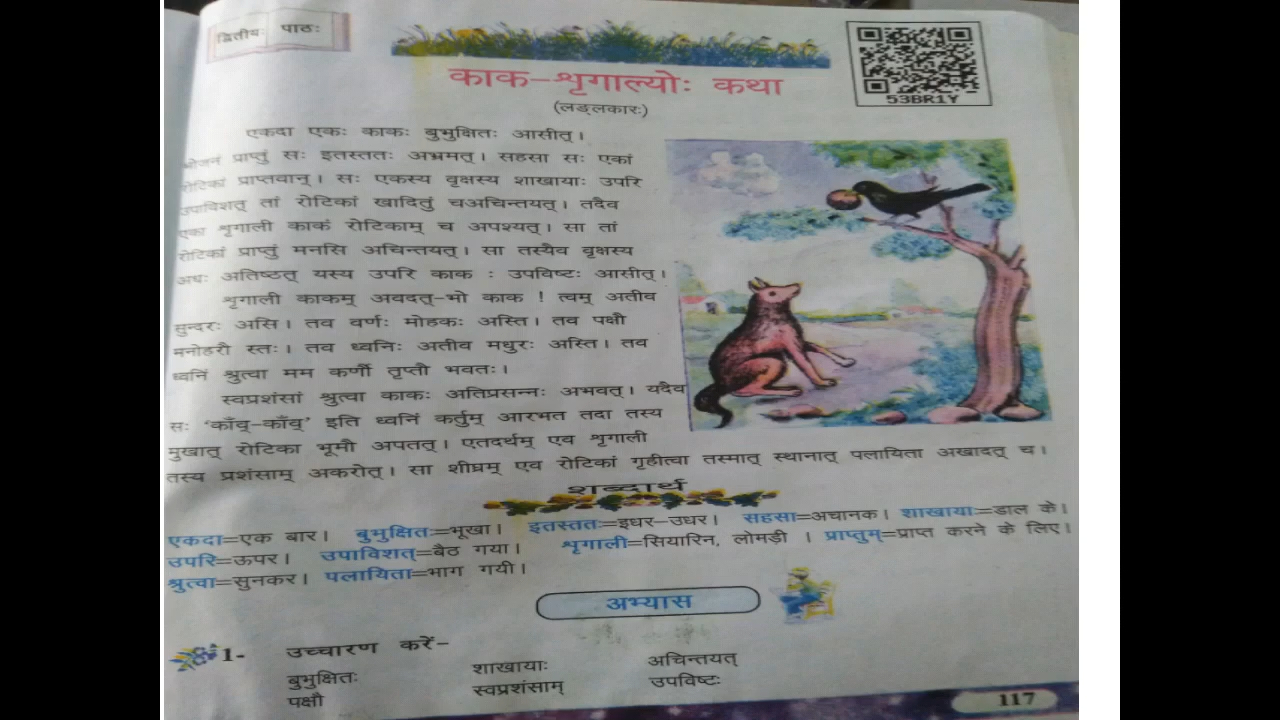 द्वितीयः पाठः
53BR1Y
काक-श्रृगाल्योः कथा
(लङ्लकारः)
एकदा एकः काकः बुभुक्षितः आसीत्।
भोजनं प्राप्तुं सः इतस्ततः अभ्रमत्। सहसा सः एकां
रोटिकां प्राप्तवान्। सः एकस्य वृक्षस्य शाखायाः उपरि
उपाविशत् तां रोटिकां खादितुं चअचिन्तयत्। तदैव
एका श्रृगाली काकं रोटिकाम् च अपश्यत्। सा तां
रोटिकां प्राप्तुं मनसि अचिन्तयत्। सा तस्यैव वृक्षस्य
अधः अतिष्ठत् यस्य उपरि काक : उपविष्टः आसीत्।
श्रृगाली काकम् अवदत्-भो काक ! त्वम् अतीव
सुन्दरः असि। तव वर्णः मोहकः अस्ति। तव पक्षौ
मनोहरौ स्तः। तव ध्वनिः अतीव मधुरः अस्ति। तव
ध्वनिं श्रुत्वा मम कर्णौ तृप्तौ भवतः।
स्वप्रशंसां श्रुत्वा काकः अतिप्रसन्नः अभवत्। यदैव
सः 'काँव्-काँव्' इति ध्वनिं कर्तुम् आरभत तदा तस्य
मुखात् रोटिका भूमौ अपतत्। एतदर्थम् एव श्रृगाली
तस्य प्रशंसाम् अकरोत्। सा शीघ्रम् एव रोटिकां गृहीत्वा तस्मात् स्थानात् पलायिता अखादत् च।
शब्दार्थ
एकदा=एक बार। बुभुक्षितः=भूखा। इतस्ततः=इधर-उधर। सहसा=अचानक। शाखायाः=डाल के।
उपरि=ऊपर। उपाविशत्=बैठ गया। श्रृगाली=सियारिन, लोमड़ी । प्राप्तुम्=प्राप्त करने के लिए।
श्रुत्वा=सुनकर। पलायिता=भाग गयी।
अभ्यास
1- उच्चारण करें-
बुभुक्षितः शाखायाः अचिन्तयत्
पक्षौ स्वप्रशंसाम् उपविष्टः
117